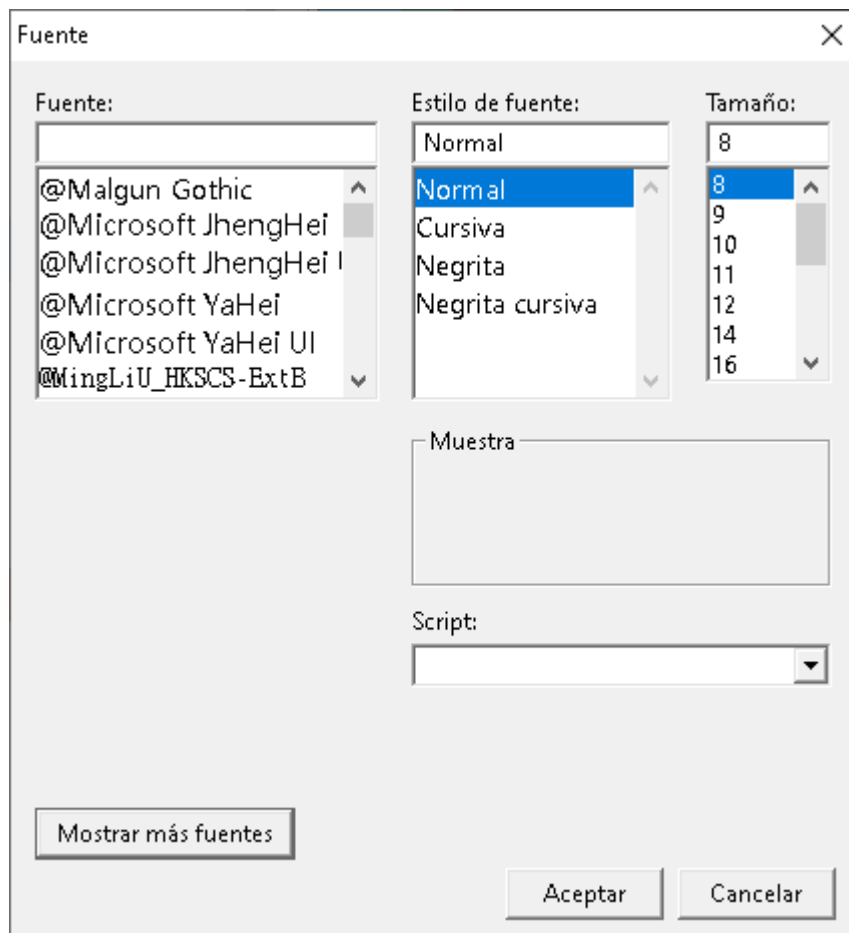 Fuente
Fuente:
Estilo de fuente:
Tamaño:
Normal
8
@Malgun Gothic
@Microsoft JhengHei
@Microsoft JhengHei
@Microsoft YaHei
@Microsoft YaHei UI
@MingLiU_HKSCS-ExtB
Normal
Cursiva
Negrita
Negrita cursiva
8
9
10
11
12
14
16
Muestra
Script:
Mostrar más fuentes
Aceptar
Cancelar